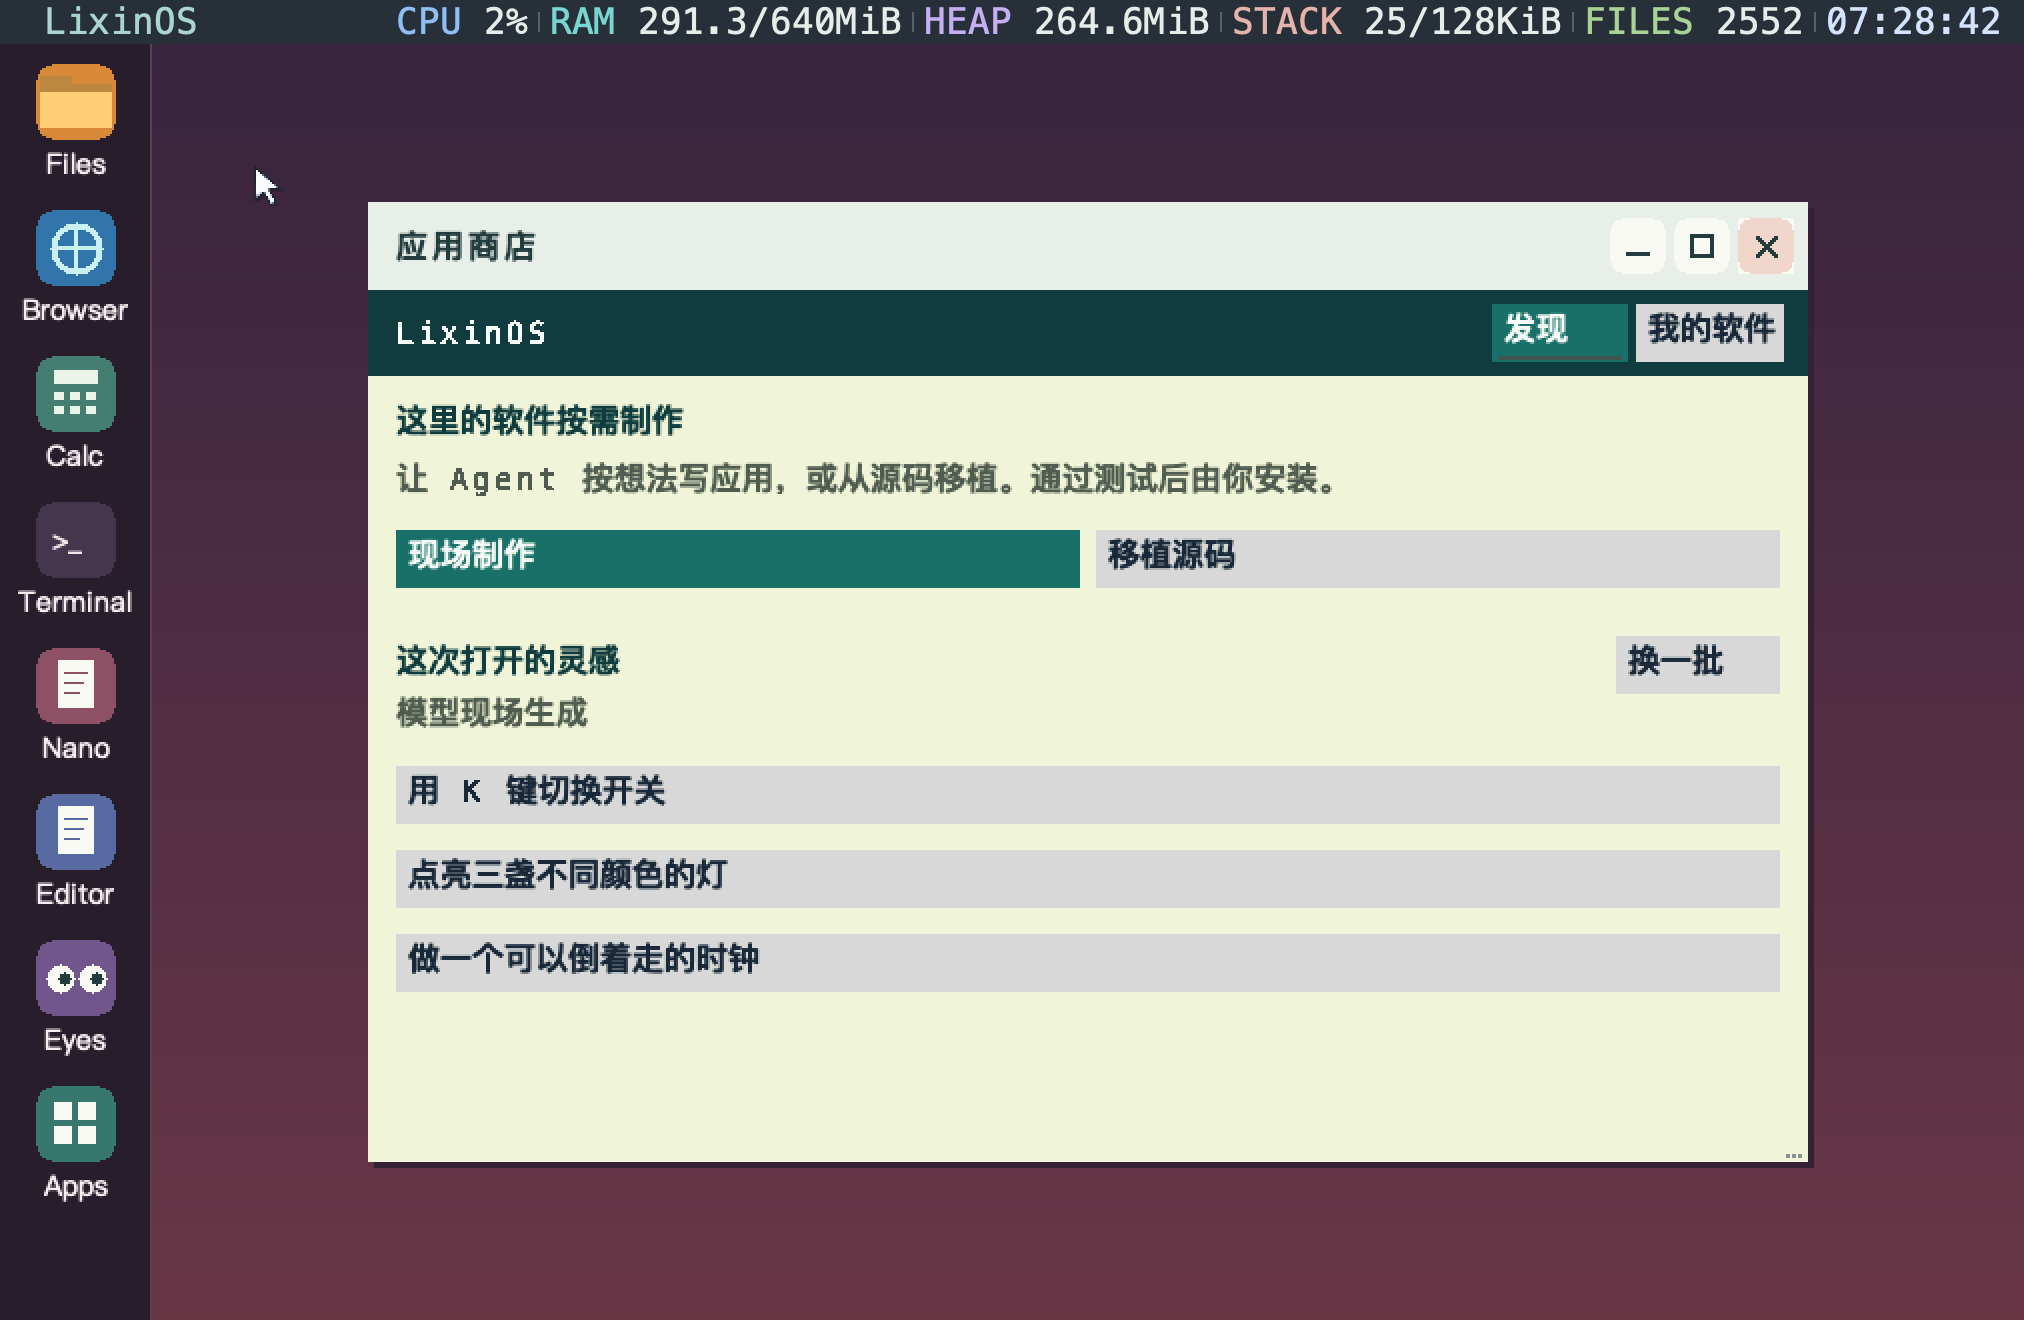 LixinOS CPU 2% RAM 291.3/640MiB HEAP 264.6MiB STACK 25/128KiB FILES 2552 07:28:42
Files
Browser
Calc
Terminal
Nano
Editor
Eyes
Apps
应用商店
LixinOS 发现 我的软件
这里的软件按需制作
让 Agent 按想法写应用，或从源码移植。通过测试后由你安装。
现场制作 移植源码
这次打开的灵感 换一批
模型现场生成
用 K 键切换开关
点亮三盏不同颜色的灯
做一个可以倒着走的时钟